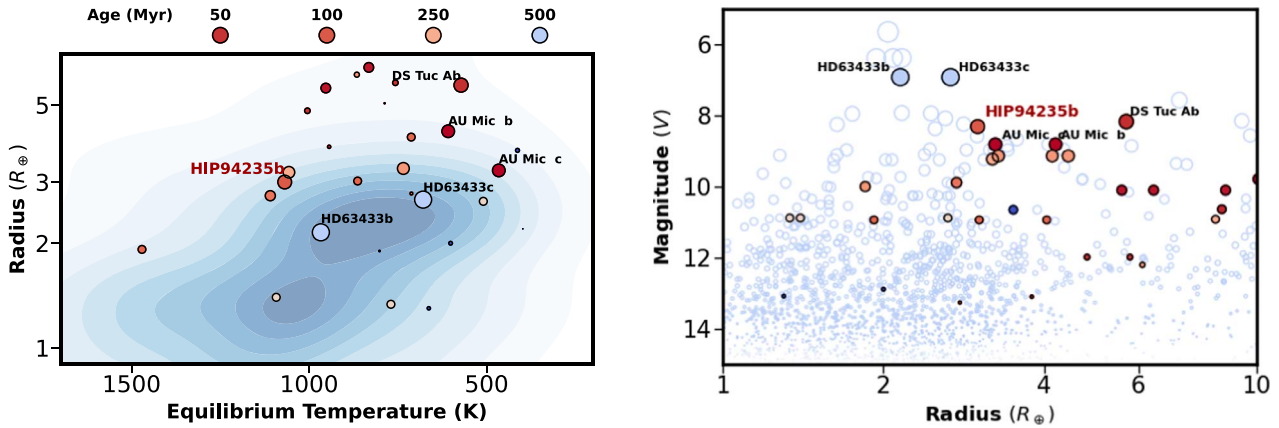 Age (Myr) 50 100 250 500
DS Tuc Ab
AU Mic b
AU Mic c
HIP94235b
HD63433c
HD63433b
5
3
2
1
Radius (R⊕)
1500 1000 500
Equilibrium Temperature (K)
HD63433b HD63433c
HIP94235b
DS Tuc Ab
AU Mic c AU Mic b
6
8
10
12
14
Magnitude (V)
1 2 4 6 10
Radius (R⊕)